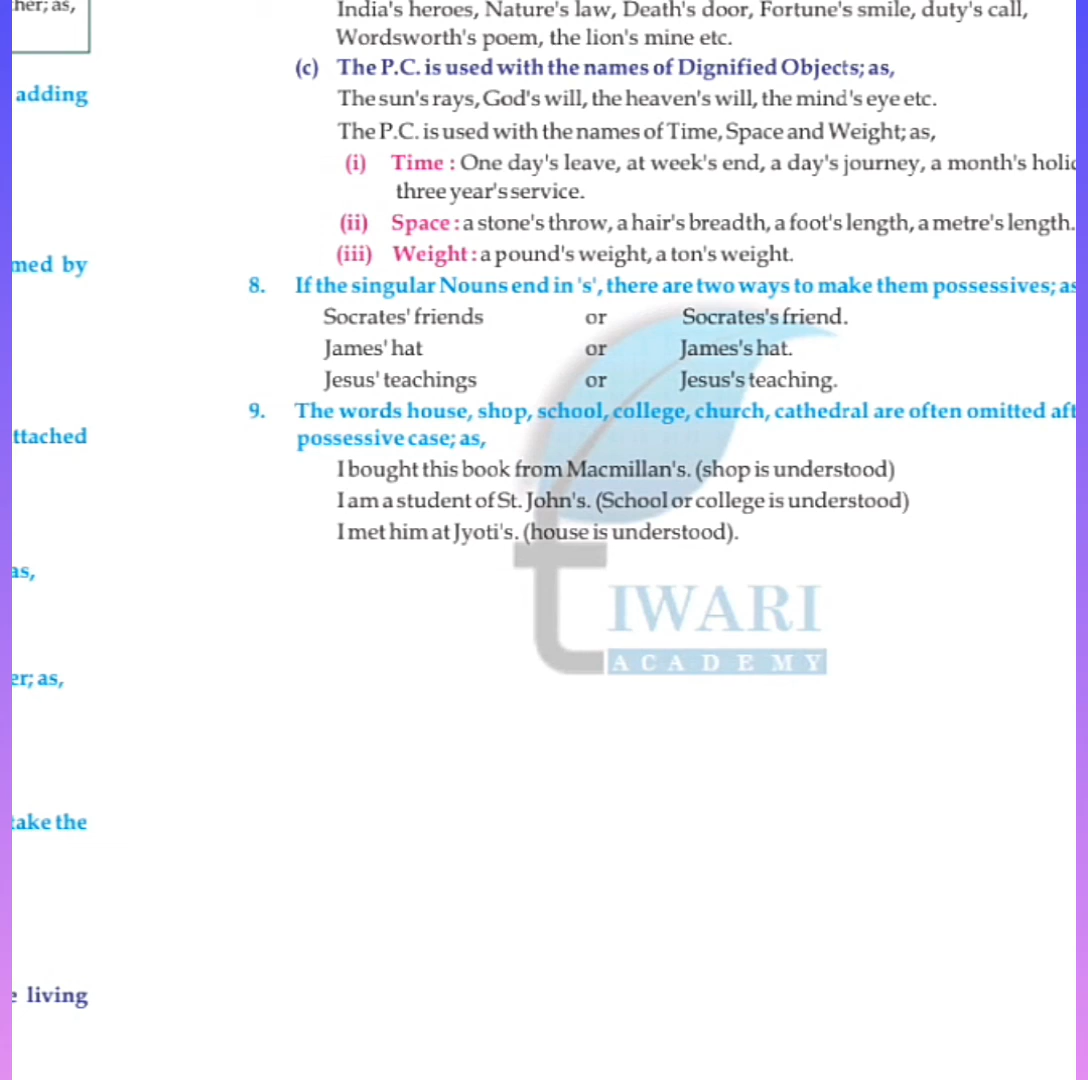 her; as,
adding
med by
ttached
as,
er; as,
take the
living
India's heroes, Nature's law, Death's door, Fortune's smile, duty's call,
Wordsworth's poem, the lion's mine etc.
(c) The P.C. is used with the names of Dignified Objects; as,
The sun's rays, God's will, the heaven's will, the mind's eye etc.
The P.C. is used with the names of Time, Space and Weight; as,
(i) Time : One day's leave, at week's end, a day's journey, a month's holi
three year's service.
(ii) Space : a stone's throw, a hair's breadth, a foot's length, a metre's length.
(iii) Weight : a pound's weight, a ton's weight.
8. If the singular Nouns end in 's', there are two ways to make them possessives; as
Socrates' friends or Socrates's friend.
James' hat or James's hat.
Jesus' teachings or Jesus's teaching.
9. The words house, shop, school, college, church, cathedral are often omitted aft
possessive case; as,
I bought this book from Macmillan's. (shop is understood)
I am a student of St. John's. (School or college is understood)
I met him at Jyoti's. (house is understood).
tIWARI
ACADEMY